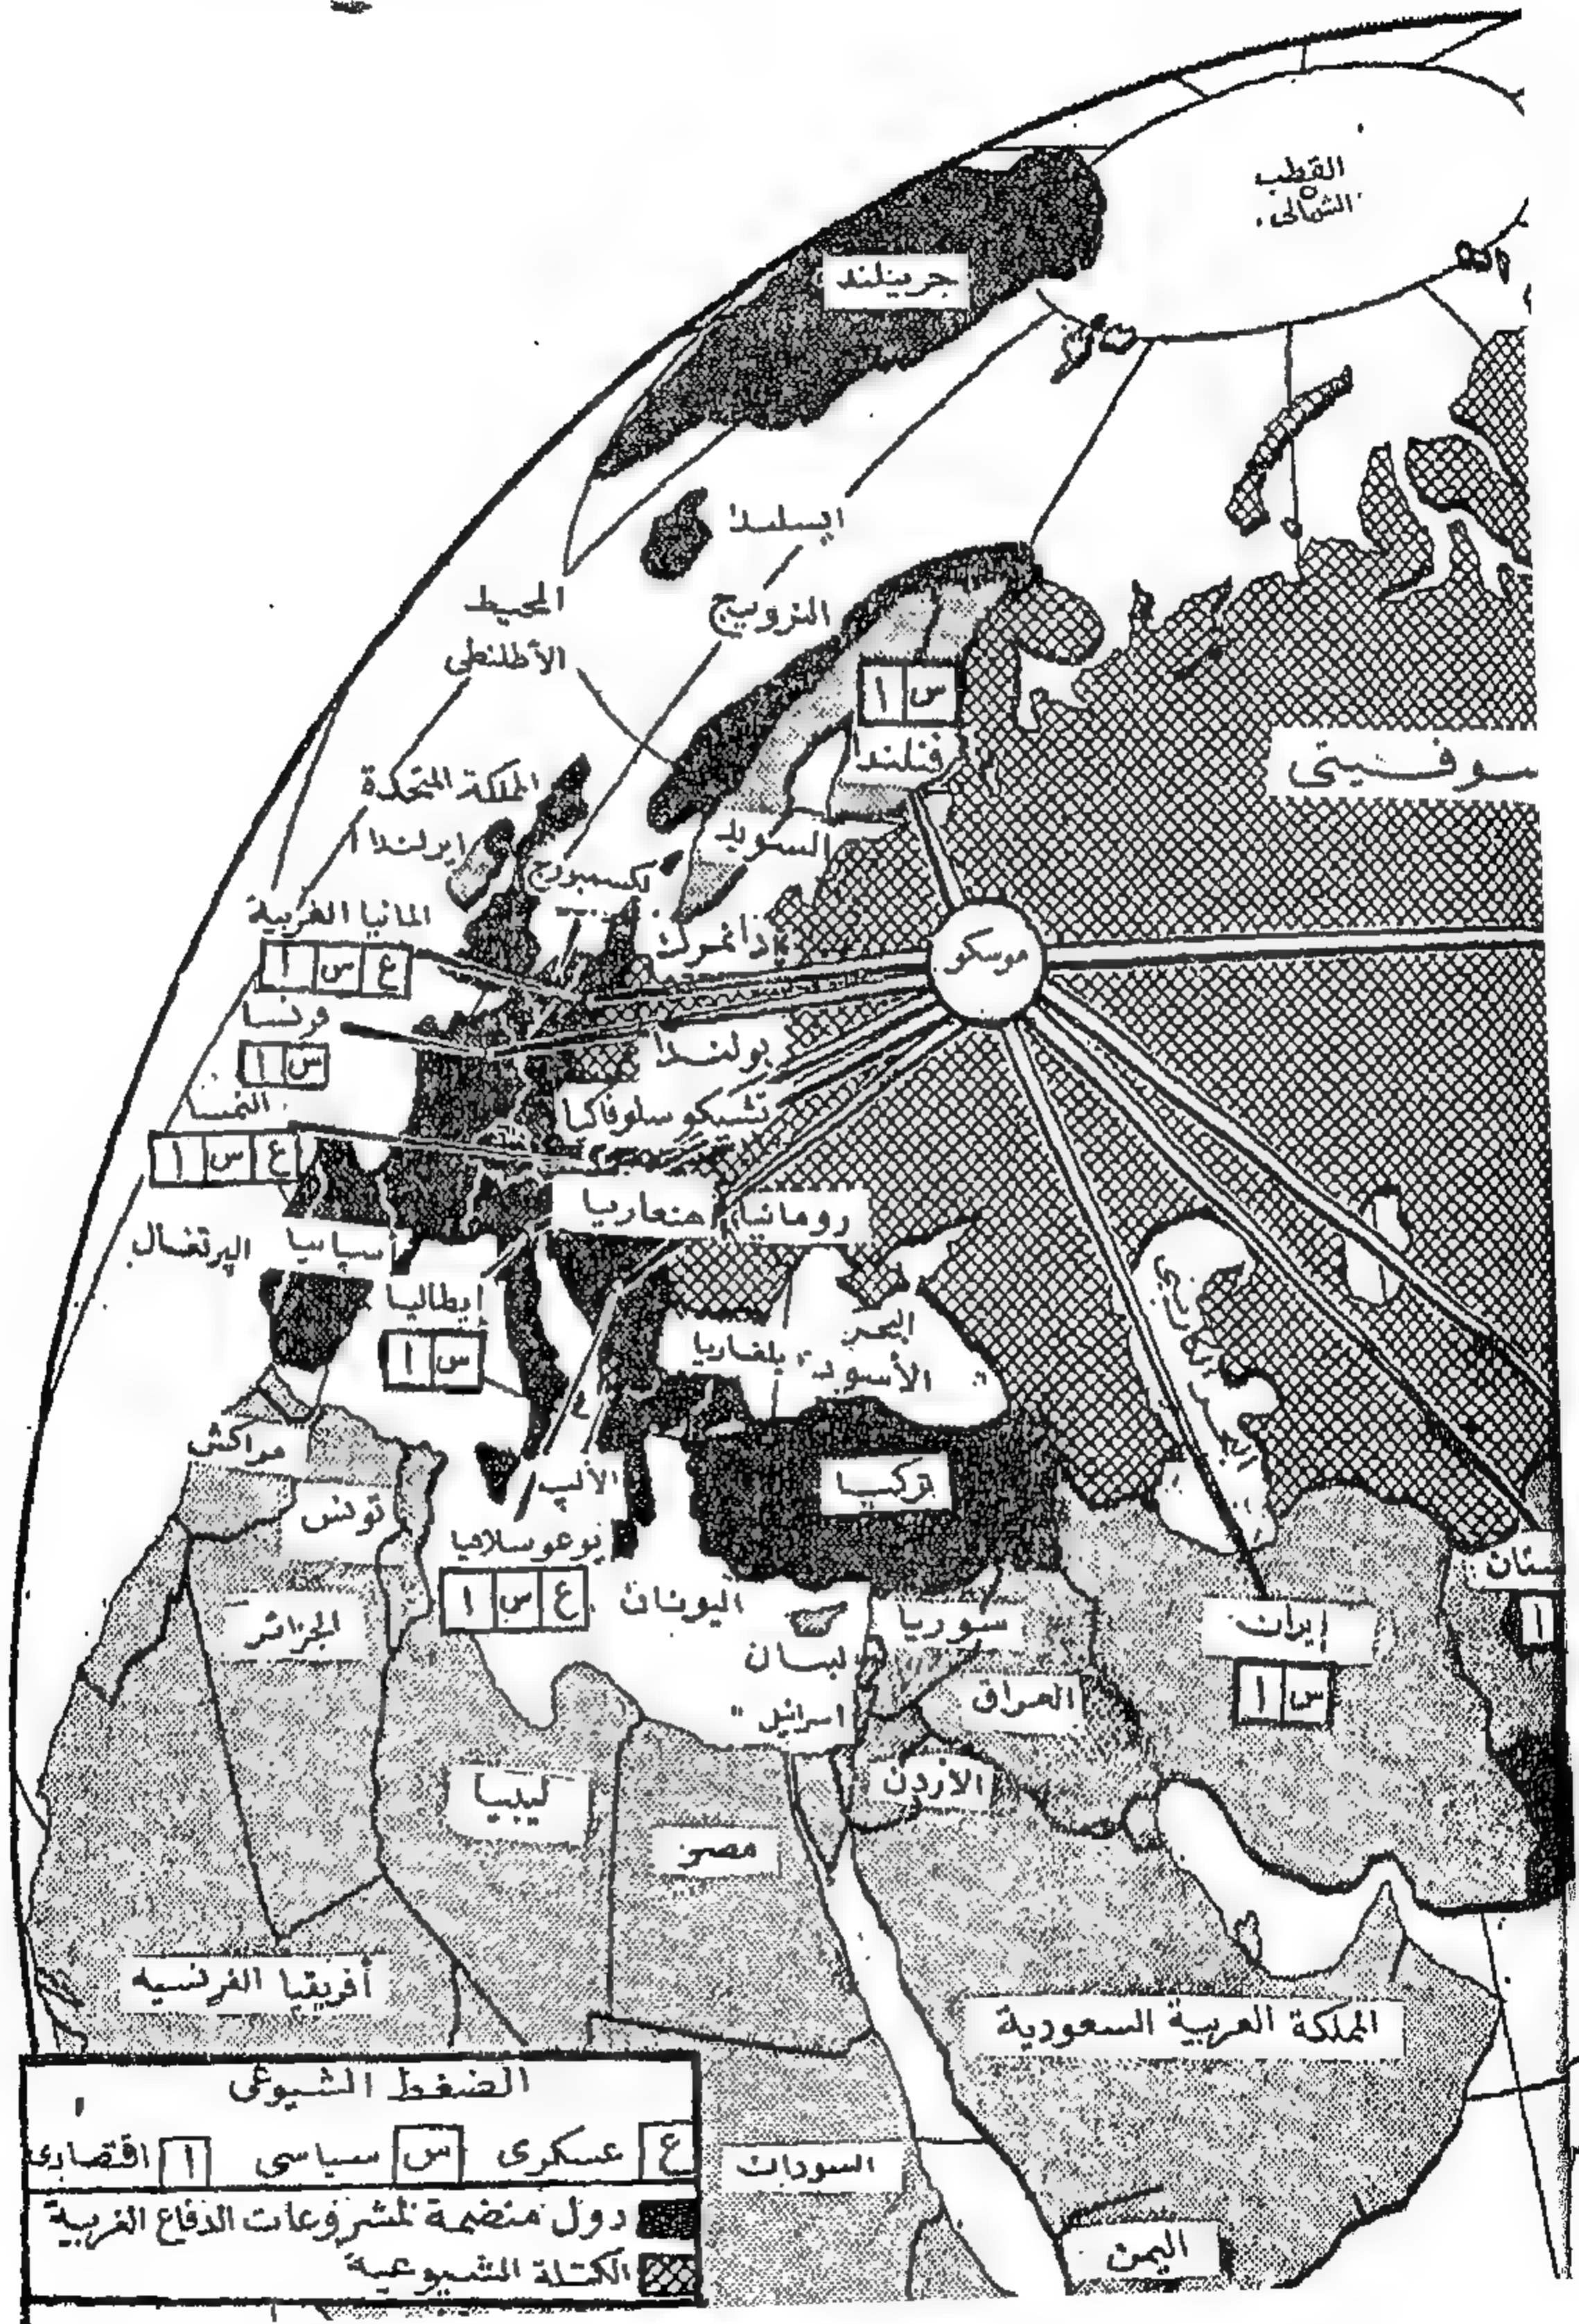 القطب
الشمالى
جرينلند
ايسلندا
المحيط
الأطلنطى
النرويج
س ا
فنلندا
سوفييتى
المملكة المتحدة
ايرلندا
السويد
لكسمبورج
المانيا الغربية
ع س ا
دانمرك
موسكو
فرنسا
س ا
بولندا
النمسا
ع س ا
تشيكوسلوفاكيا
هنغاريا
رومانيا
البرتغال
أسبانيا
إيطاليا
س ا
بلغاريا
البحر
الأسود
البحر
مراكش
تونس
تركيا
يوغوسلافيا
ع س ا
اليونان
ستان
ا
الجزائر
سوريا
لبنان
اسرائيل
العراق
إيران
س ا
الأردن
ليبيا
مصر
أفريقيا الفرنسية
المملكة العربية السعودية
السودان
اليمن
الضغط الشيوعى
ع عسكرى س سياسى ا اقتصادى
دول منضمة لمشروعات الدفاع الغربية
الكتلة الشيوعية